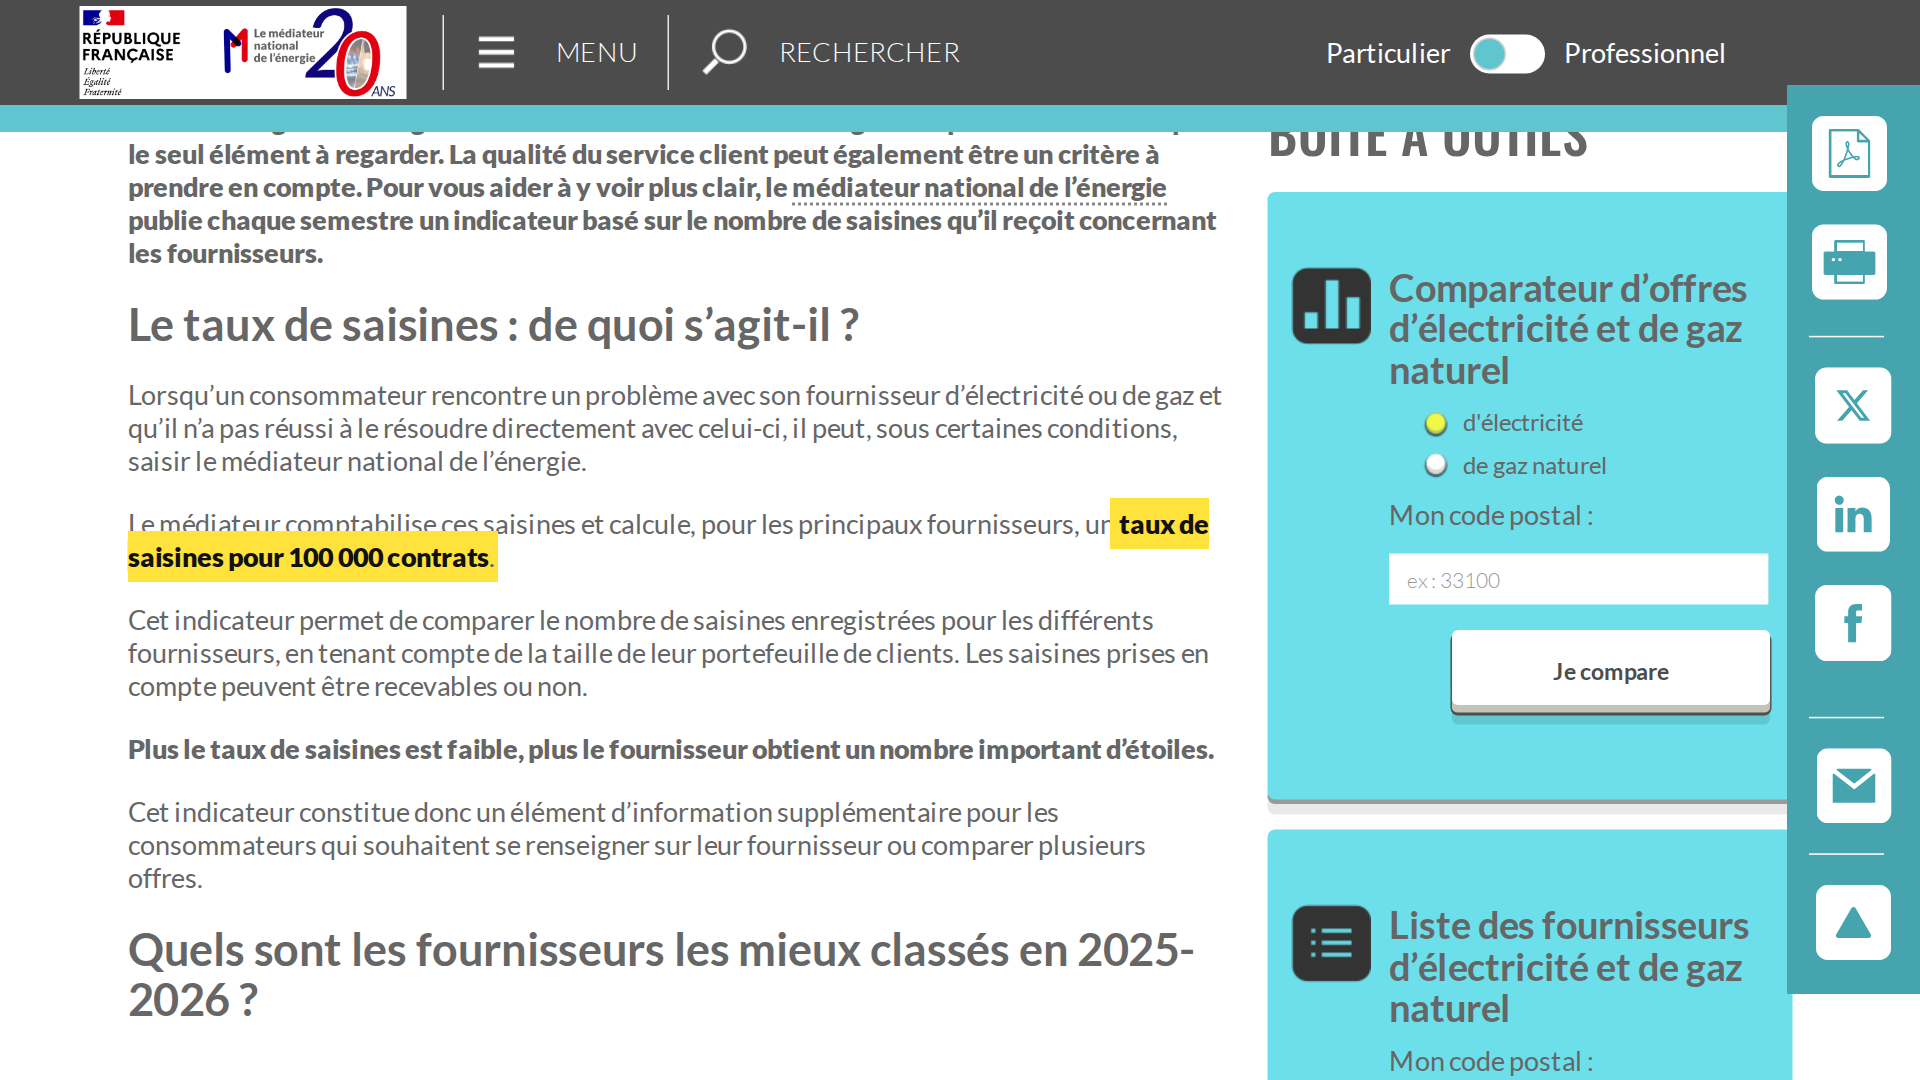 RÉPUBLIQUE
FRANÇAISE
Liberté
Égalité
Fraternité
Le médiateur
national
de l’énergie
20
ANS
MENU
RECHERCHER
Particulier
Professionnel
le seul élément à regarder. La qualité du service client peut également être un critère à
prendre en compte. Pour vous aider à y voir plus clair, le médiateur national de l’énergie
publie chaque semestre un indicateur basé sur le nombre de saisines qu’il reçoit concernant
les fournisseurs.
Le taux de saisines : de quoi s’agit-il ?
Lorsqu’un consommateur rencontre un problème avec son fournisseur d’électricité ou de gaz et
qu’il n’a pas réussi à le résoudre directement avec celui-ci, il peut, sous certaines conditions,
saisir le médiateur national de l’énergie.
Le médiateur comptabilise ces saisines et calcule, pour les principaux fournisseurs, un taux de
saisines pour 100 000 contrats.
Cet indicateur permet de comparer le nombre de saisines enregistrées pour les différents
fournisseurs, en tenant compte de la taille de leur portefeuille de clients. Les saisines prises en
compte peuvent être recevables ou non.
Plus le taux de saisines est faible, plus le fournisseur obtient un nombre important d’étoiles.
Cet indicateur constitue donc un élément d’information supplémentaire pour les
consommateurs qui souhaitent se renseigner sur leur fournisseur ou comparer plusieurs
offres.
Quels sont les fournisseurs les mieux classés en 2025-
2026 ?
BOITE À OUTILS
Comparateur d’offres
d’électricité et de gaz
naturel
d'électricité
de gaz naturel
Mon code postal :
ex : 33100
Je compare
Liste des fournisseurs
d’électricité et de gaz
naturel
Mon code postal :